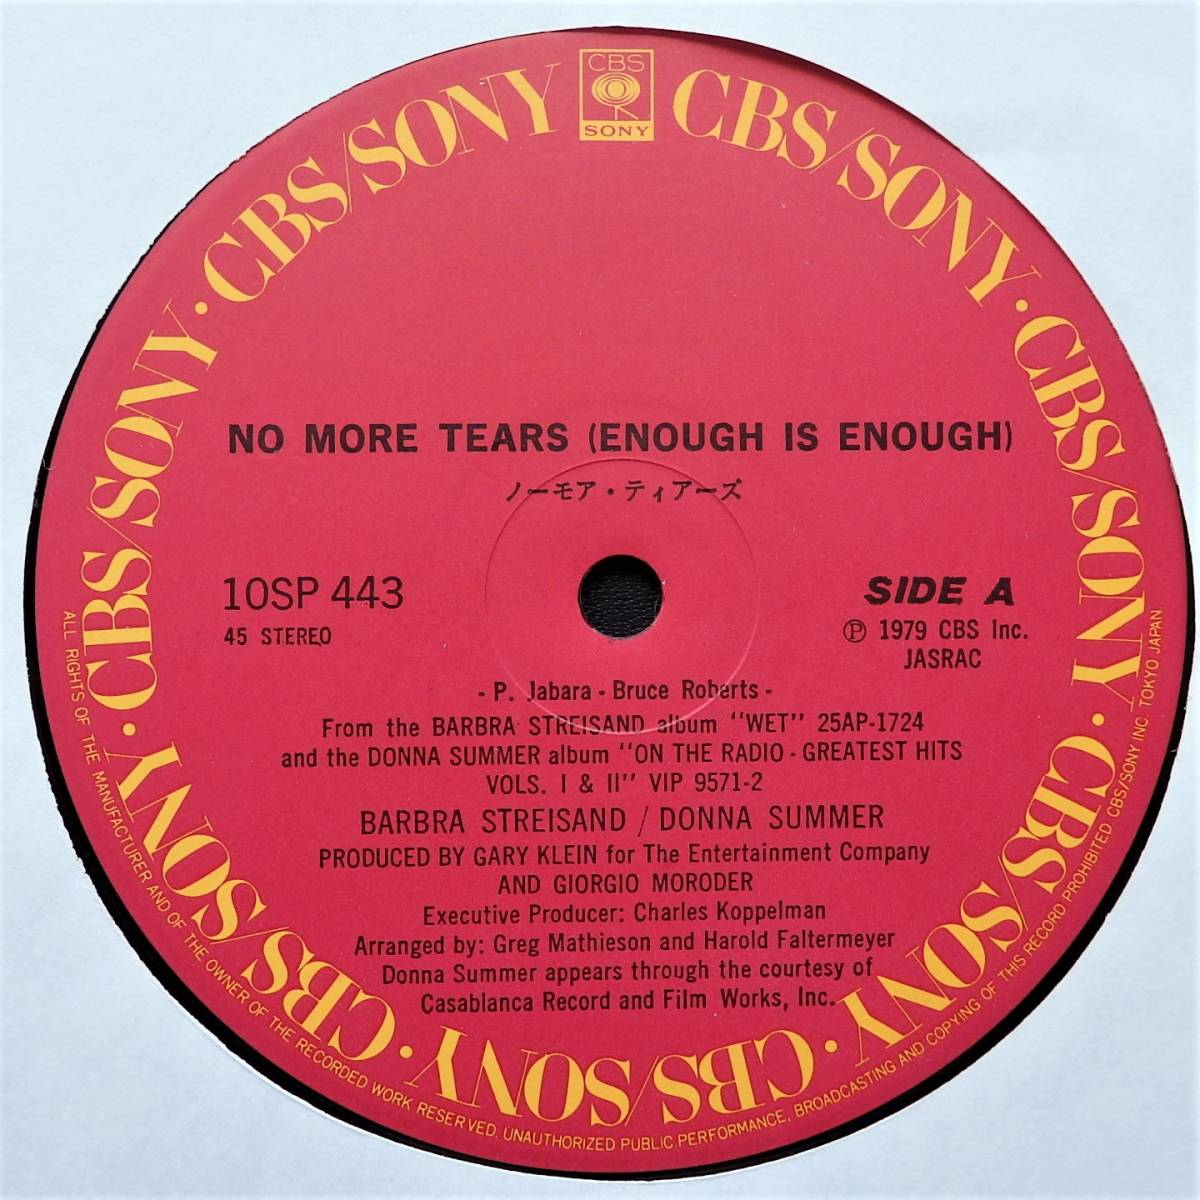 CBS
SONY
CBS/SONY · CBS/SONY · CBS/SONY · CBS/SONY · CBS/SONY · CBS/SONY · CBS/SONY · CBS/SONY
NO MORE TEARS (ENOUGH IS ENOUGH)
ノーモア・ティアーズ
10SP 443
45 STEREO
SIDE A
Ⓟ 1979 CBS Inc.
JASRAC
- P. Jabara - Bruce Roberts -
From the BARBRA STREISAND album "WET" 25AP-1724
and the DONNA SUMMER album "ON THE RADIO - GREATEST HITS
VOLS. I & II" VIP 9571-2
BARBRA STREISAND / DONNA SUMMER
PRODUCED BY GARY KLEIN for The Entertainment Company
AND GIORGIO MORODER
Executive Producer: Charles Koppelman
Arranged by: Greg Mathieson and Harold Faltermeyer
Donna Summer appears through the courtesy of
Casablanca Record and Film Works, Inc.
ALL RIGHTS OF THE MANUFACTURER AND OF THE OWNER OF THE RECORDED WORK RESERVED. UNAUTHORIZED PUBLIC PERFORMANCE, BROADCASTING AND COPYING OF THIS RECORD PROHIBITED CBS/SONY INC. TOKYO JAPAN